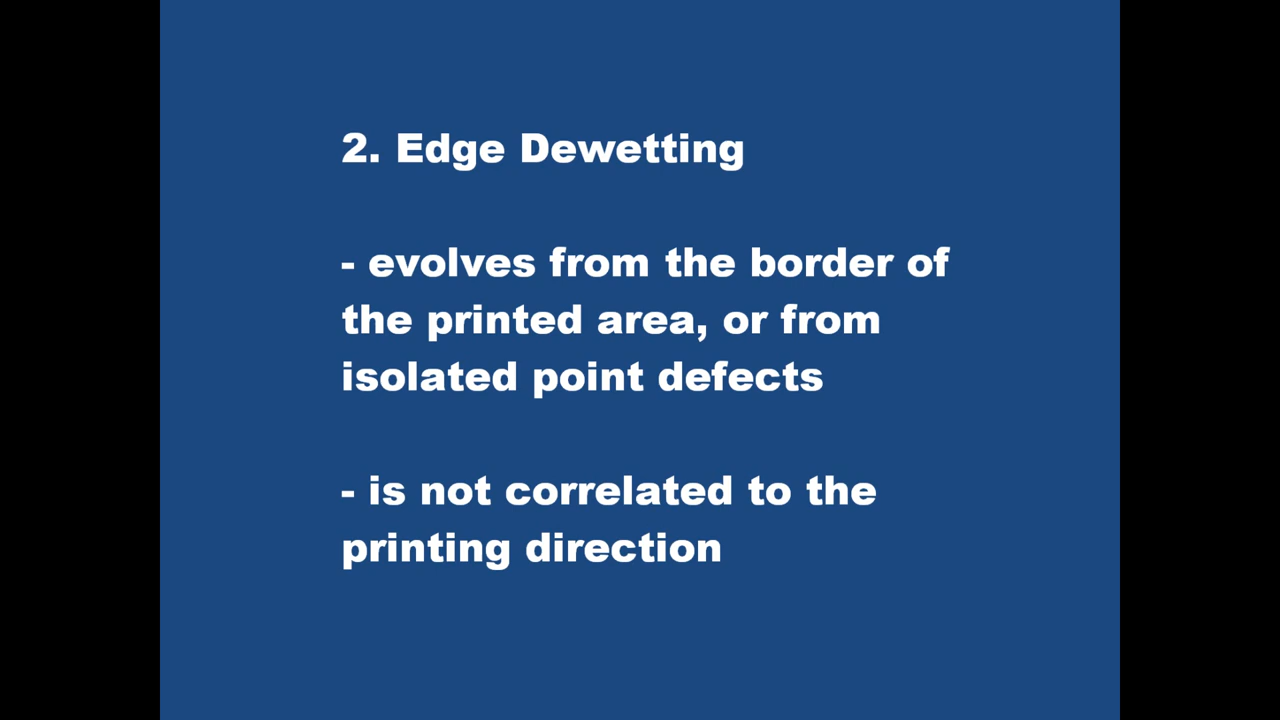 2. Edge Dewetting
- evolves from the border of
the printed area, or from
isolated point defects
- is not correlated to the
printing direction